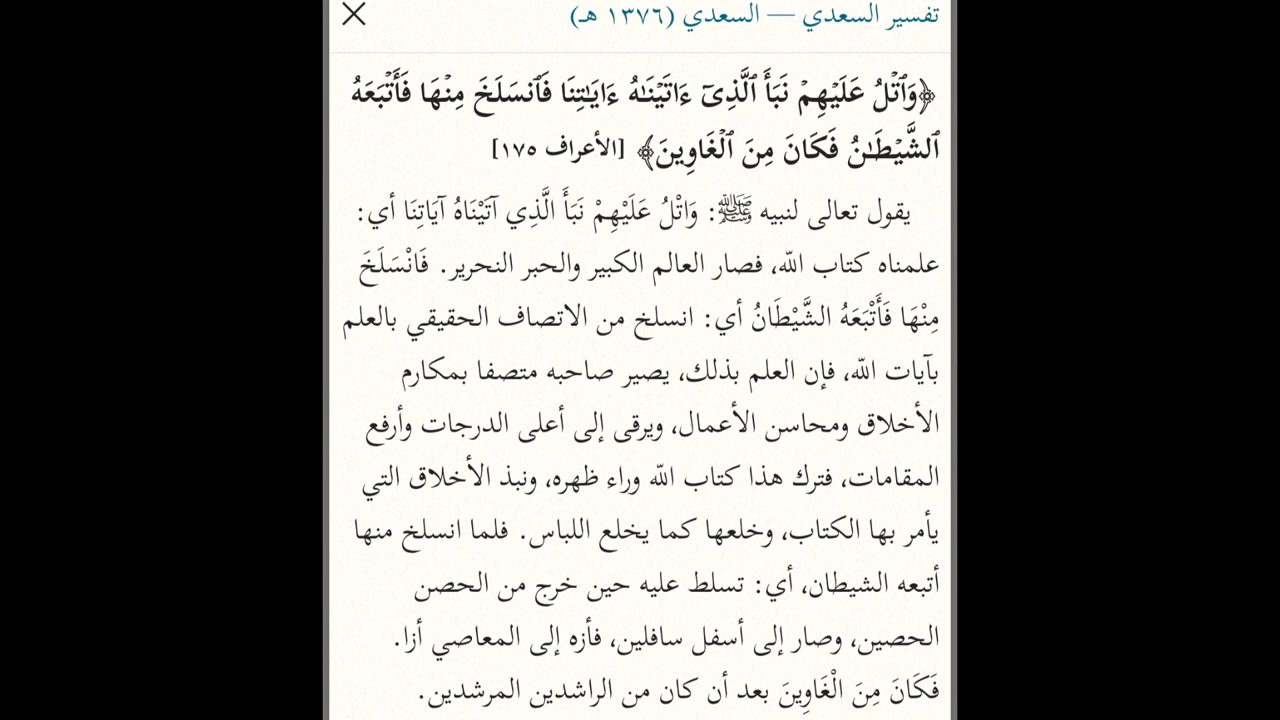 تفسير السعدي — السعدي (١٣٧٦ هـ)
﴿وَٱتۡلُ عَلَيۡهِمۡ نَبَأَ ٱلَّذِيٓ ءَاتَيۡنَٰهُ ءَايَٰتِنَا فَٱنسَلَخَ مِنۡهَا فَأَتۡبَعَهُ
ٱلشَّيۡطَٰنُ فَكَانَ مِنَ ٱلۡغَاوِينَ﴾ [الأعراف ١٧٥]
يقول تعالى لنبيه ﷺ: وَاتْلُ عَلَيْهِمْ نَبَأَ الَّذِي آتَيْنَاهُ آيَاتِنَا أي:
علمناه كتاب الله، فصار العالم الكبير والحبر النحرير. فَانْسَلَخَ
مِنْهَا فَأَتْبَعَهُ الشَّيْطَانُ أي: انسلخ من الاتصاف الحقيقي بالعلم
بآيات الله، فإن العلم بذلك، يصير صاحبه متصفا بمكارم
الأخلاق ومحاسن الأعمال، ويرقى إلى أعلى الدرجات وأرفع
المقامات، فترك هذا كتاب الله وراء ظهره، ونبذ الأخلاق التي
يأمر بها الكتاب، وخلعها كما يخلع اللباس. فلما انسلخ منها
أتبعه الشيطان، أي: تسلط عليه حين خرج من الحصن
الحصين، وصار إلى أسفل سافلين، فأزه إلى المعاصي أزا.
فَكَانَ مِنَ الْغَاوِينَ بعد أن كان من الراشدين المرشدين.